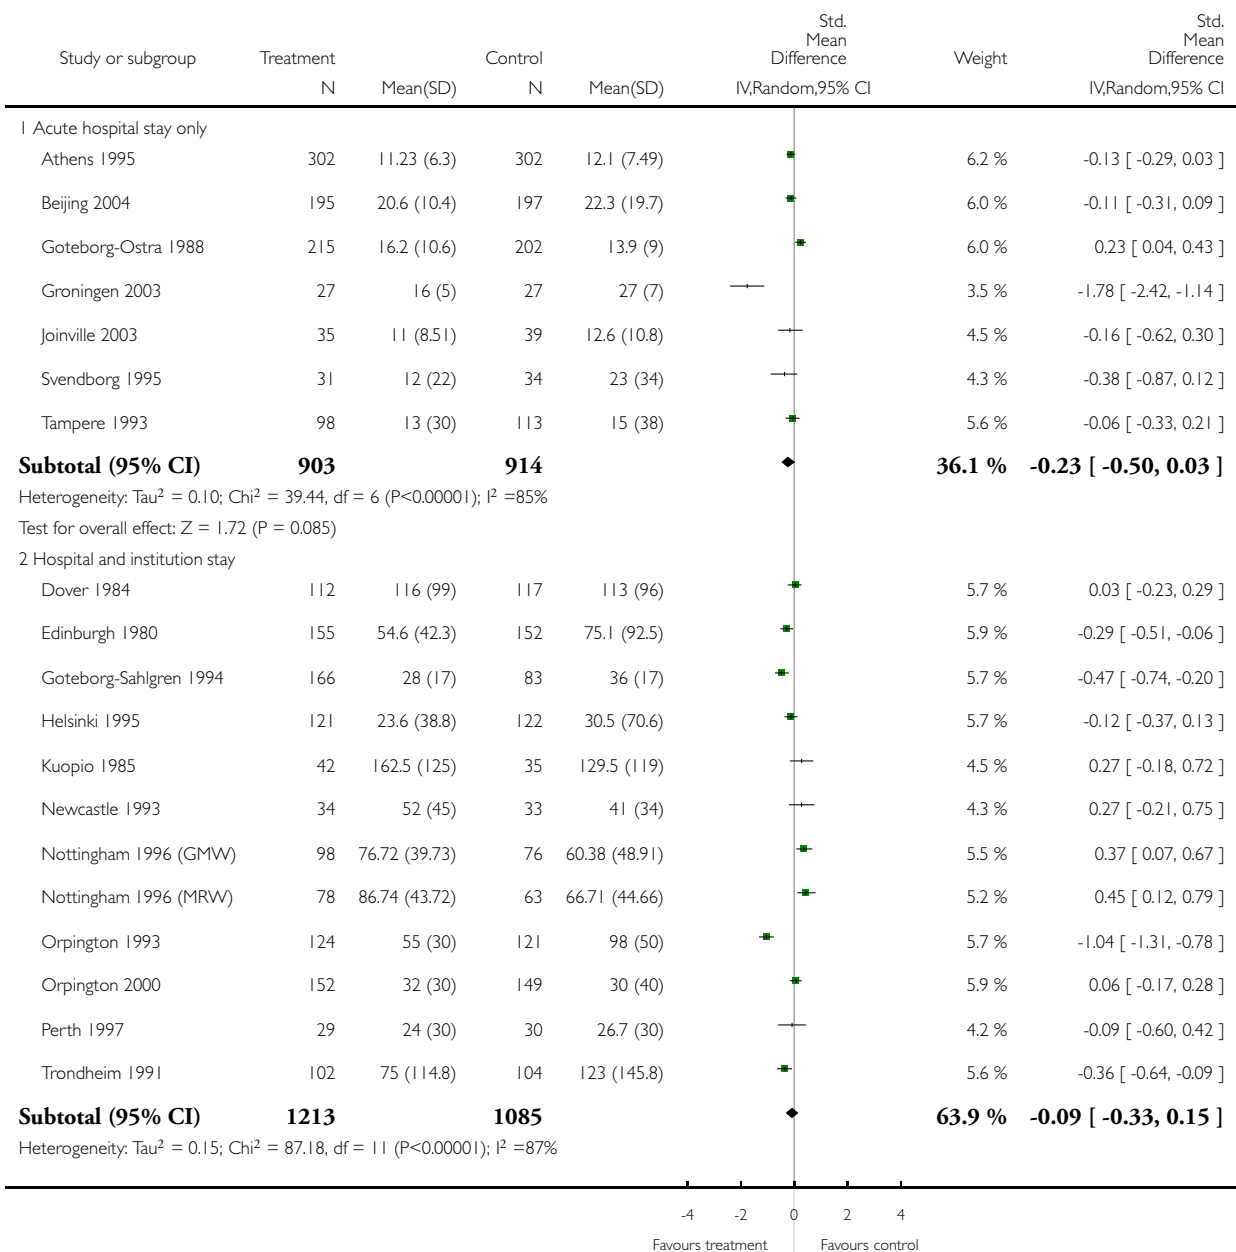 Std. Mean Difference Std. Mean Difference
Study or subgroup Treatment Control Weight
N Mean(SD) N Mean(SD) IV,Random,95% CI IV,Random,95% CI
1 Acute hospital stay only
Athens 1995 302 11.23 (6.3) 302 12.1 (7.49) 6.2 % -0.13 [ -0.29, 0.03 ]
Beijing 2004 195 20.6 (10.4) 197 22.3 (19.7) 6.0 % -0.11 [ -0.31, 0.09 ]
Goteborg-Ostra 1988 215 16.2 (10.6) 202 13.9 (9) 6.0 % 0.23 [ 0.04, 0.43 ]
Groningen 2003 27 16 (5) 27 27 (7) 3.5 % -1.78 [ -2.42, -1.14 ]
Joinville 2003 35 11 (8.51) 39 12.6 (10.8) 4.5 % -0.16 [ -0.62, 0.30 ]
Svendborg 1995 31 12 (22) 34 23 (34) 4.3 % -0.38 [ -0.87, 0.12 ]
Tampere 1993 98 13 (30) 113 15 (38) 5.6 % -0.06 [ -0.33, 0.21 ]
Subtotal (95% CI) 903 914 36.1 % -0.23 [ -0.50, 0.03 ]
Heterogeneity: Tau² = 0.10; Chi² = 39.44, df = 6 (P<0.00001); I² =85%
Test for overall effect: Z = 1.72 (P = 0.085)
2 Hospital and institution stay
Dover 1984 112 116 (99) 117 113 (96) 5.7 % 0.03 [ -0.23, 0.29 ]
Edinburgh 1980 155 54.6 (42.3) 152 75.1 (92.5) 5.9 % -0.29 [ -0.51, -0.06 ]
Goteborg-Sahlgren 1994 166 28 (17) 83 36 (17) 5.7 % -0.47 [ -0.74, -0.20 ]
Helsinki 1995 121 23.6 (38.8) 122 30.5 (70.6) 5.7 % -0.12 [ -0.37, 0.13 ]
Kuopio 1985 42 162.5 (125) 35 129.5 (119) 4.5 % 0.27 [ -0.18, 0.72 ]
Newcastle 1993 34 52 (45) 33 41 (34) 4.3 % 0.27 [ -0.21, 0.75 ]
Nottingham 1996 (GMW) 98 76.72 (39.73) 76 60.38 (48.91) 5.5 % 0.37 [ 0.07, 0.67 ]
Nottingham 1996 (MRW) 78 86.74 (43.72) 63 66.71 (44.66) 5.2 % 0.45 [ 0.12, 0.79 ]
Orpington 1993 124 55 (30) 121 98 (50) 5.7 % -1.04 [ -1.31, -0.78 ]
Orpington 2000 152 32 (30) 149 30 (40) 5.9 % 0.06 [ -0.17, 0.28 ]
Perth 1997 29 24 (30) 30 26.7 (30) 4.2 % -0.09 [ -0.60, 0.42 ]
Trondheim 1991 102 75 (114.8) 104 123 (145.8) 5.6 % -0.36 [ -0.64, -0.09 ]
Subtotal (95% CI) 1213 1085 63.9 % -0.09 [ -0.33, 0.15 ]
Heterogeneity: Tau² = 0.15; Chi² = 87.18, df = 11 (P<0.00001); I² =87%
-4 -2 0 2 4
Favours treatment Favours control